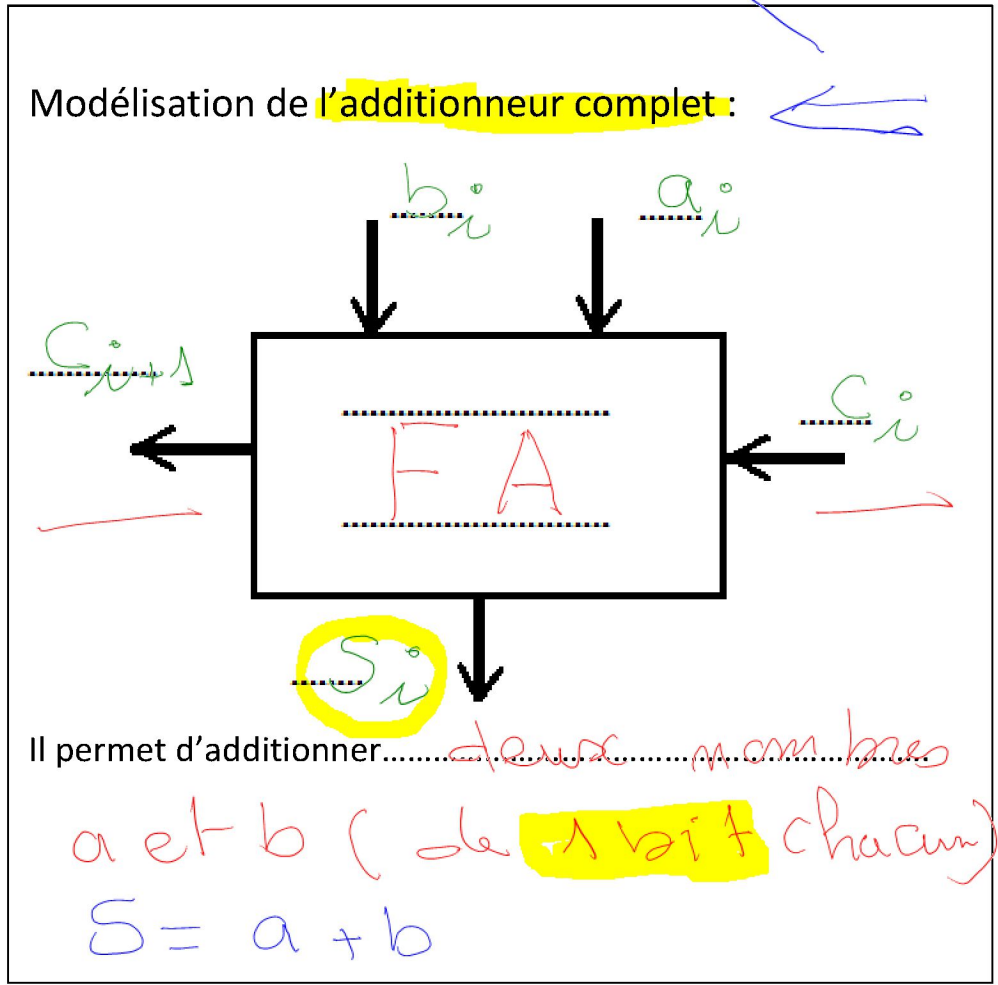 Modélisation de l'additionneur complet :
bi ai
Ci+1
Ci
FA
Si
Il permet d'additionner deux nombres
a et b ( de 1 bit chacun)
S = a + b